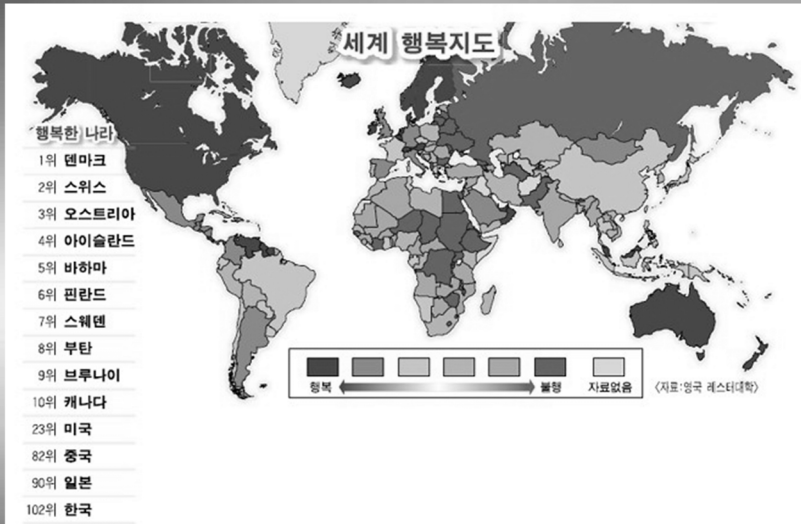 세계 행복지도
행복한 나라
1위 덴마크
2위 스위스
3위 오스트리아
4위 아이슬란드
5위 바하마
6위 핀란드
7위 스웨덴
8위 부탄
9위 브루나이
10위 캐나다
23위 미국
82위 중국
90위 일본
102위 한국
행복 불행 자료없음
〈자료:영국 레스터대학〉